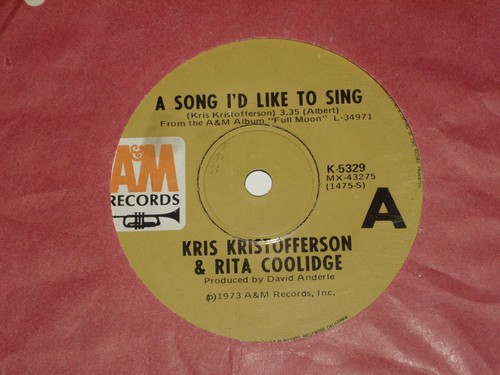 A SONG I'D LIKE TO SING
(Kris Kristofferson) 3.35 (Albert)
From the A&M Album "Full Moon" L-34971
A&M
RECORDS
K-5329
MX-43275
(1475-S)
A
KRIS KRISTOFFERSON
& RITA COOLIDGE
Produced by David Anderle
℗1973 A&M Records, Inc.